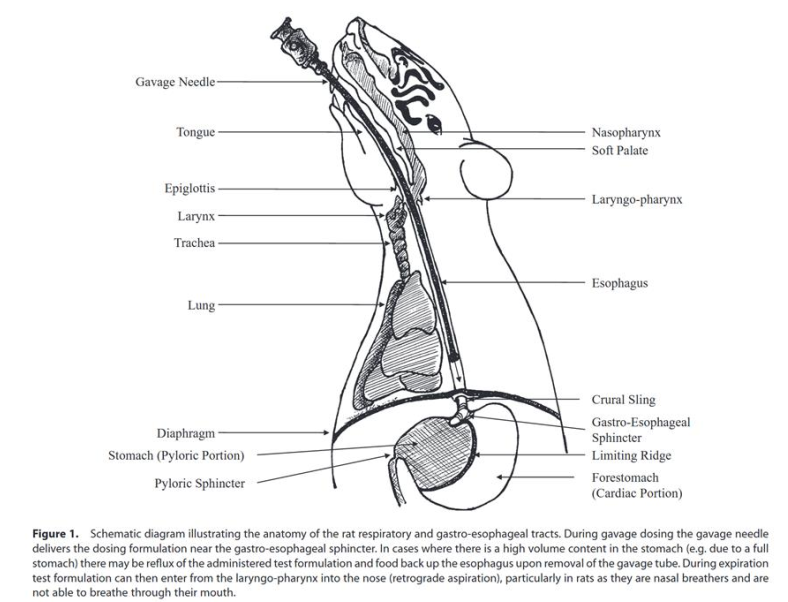 Gavage Needle
Tongue
Epiglottis
Larynx
Trachea
Lung
Diaphragm
Stomach (Pyloric Portion)
Pyloric Sphincter
Nasopharynx
Soft Palate
Laryngo-pharynx
Esophagus
Crural Sling
Gastro-Esophageal
Sphincter
Limiting Ridge
Forestomach
(Cardiac Portion)
Figure 1. Schematic diagram illustrating the anatomy of the rat respiratory and gastro-esophageal tracts. During gavage dosing the gavage needle
delivers the dosing formulation near the gastro-esophageal sphincter. In cases where there is a high volume content in the stomach (e.g. due to a full
stomach) there may be reflux of the administered test formulation and food back up the esophagus upon removal of the gavage tube. During expiration
test formulation can then enter from the laryngo-pharynx into the nose (retrograde aspiration), particularly in rats as they are nasal breathers and are
not able to breathe through their mouth.